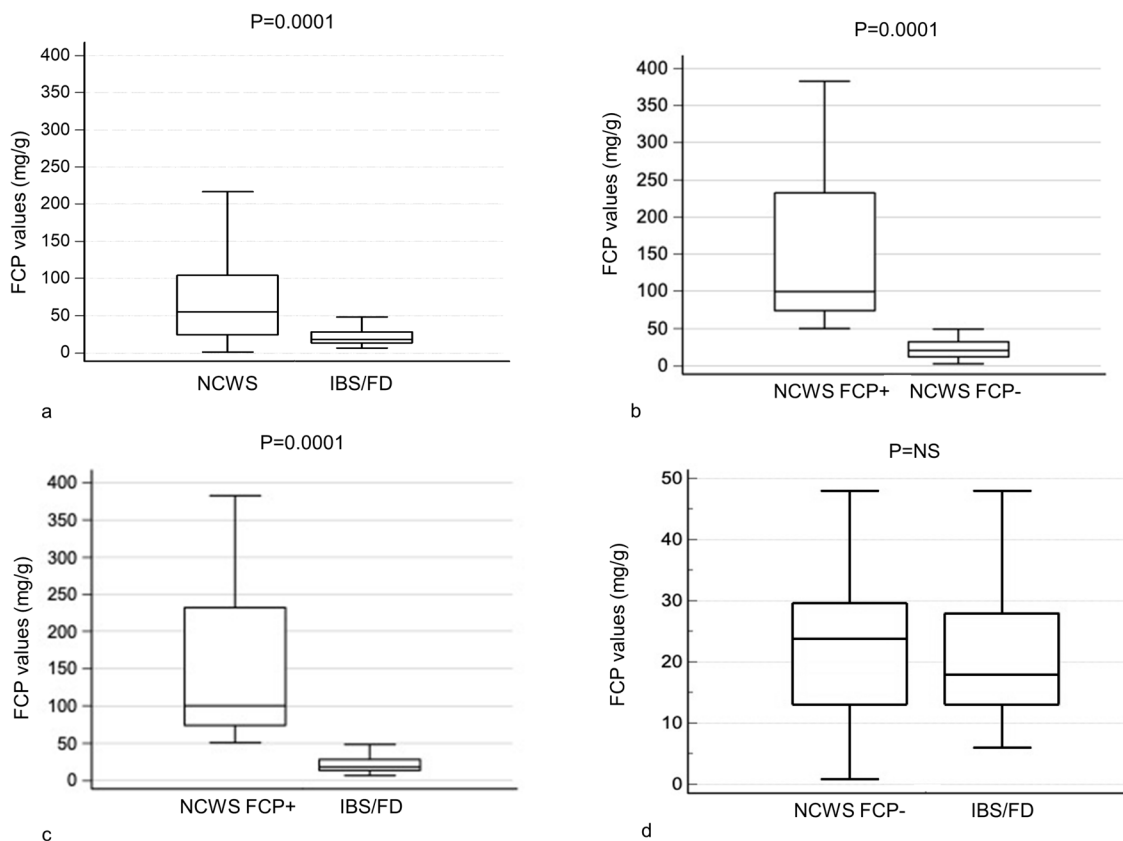 P=0.0001
400
350
300
250
200
150
100
50
0
FCP values (mg/g)
NCWS IBS/FD
a
P=0.0001
400
350
300
250
200
150
100
50
0
FCP values (mg/g)
NCWS FCP+ NCWS FCP-
b
P=0.0001
400
350
300
250
200
150
100
50
0
FCP values (mg/g)
NCWS FCP+ IBS/FD
c
P=NS
50
40
30
20
10
0
FCP values (mg/g)
NCWS FCP- IBS/FD
d